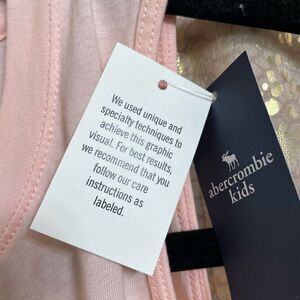 We used unique and
specialty techniques to
achieve this graphic
visual. For best results,
we recommend that you
follow our care
instructions as
labeled.
abercrombie
kids